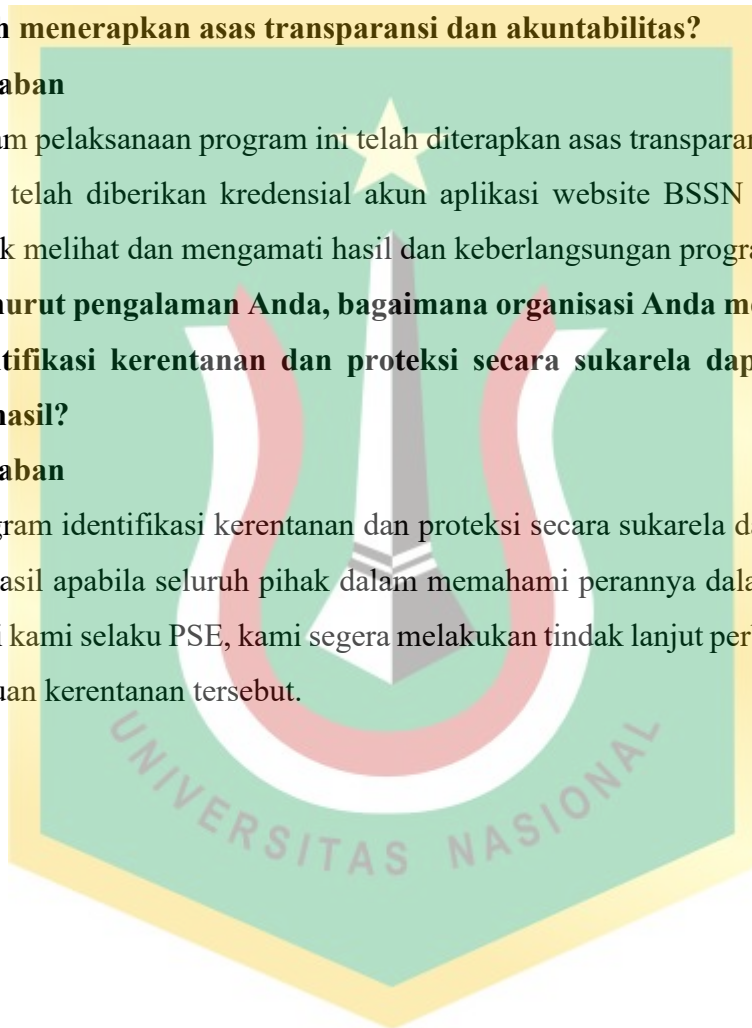 n menerapkan asas transparansi dan akuntabilitas?
aban
am pelaksanaan program ini telah diterapkan asas transparan
telah diberikan kredensial akun aplikasi website BSSN
k melihat dan mengamati hasil dan keberlangsungan progra
nurut pengalaman Anda, bagaimana organisasi Anda me
tifikasi kerentanan dan proteksi secara sukarela dap
hasil?
aban
gram identifikasi kerentanan dan proteksi secara sukarela da
asil apabila seluruh pihak dalam memahami perannya dala
i kami selaku PSE, kami segera melakukan tindak lanjut per
uan kerentanan tersebut.
UNIVERSITAS NASIONAL